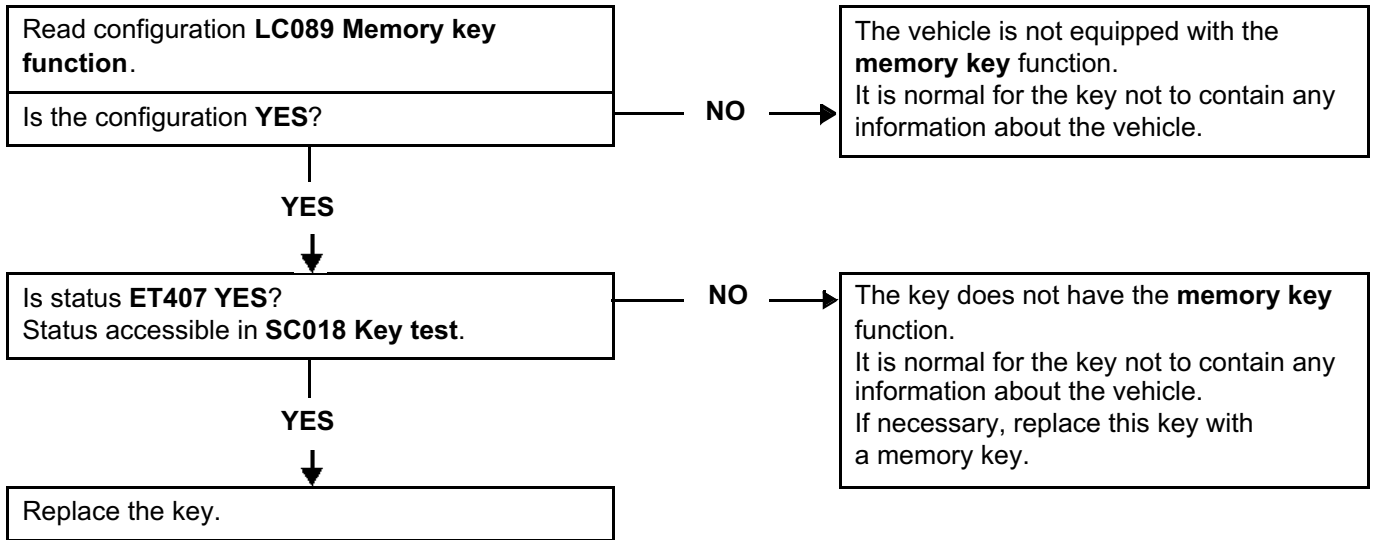 Read configuration LC089 Memory key
function.
Is the configuration YES?
NO
The vehicle is not equipped with the
memory key function.
It is normal for the key not to contain any
information about the vehicle.
YES
Is status ET407 YES?
Status accessible in SC018 Key test.
NO
The key does not have the memory key
function.
It is normal for the key not to contain any
information about the vehicle.
If necessary, replace this key with
a memory key.
YES
Replace the key.